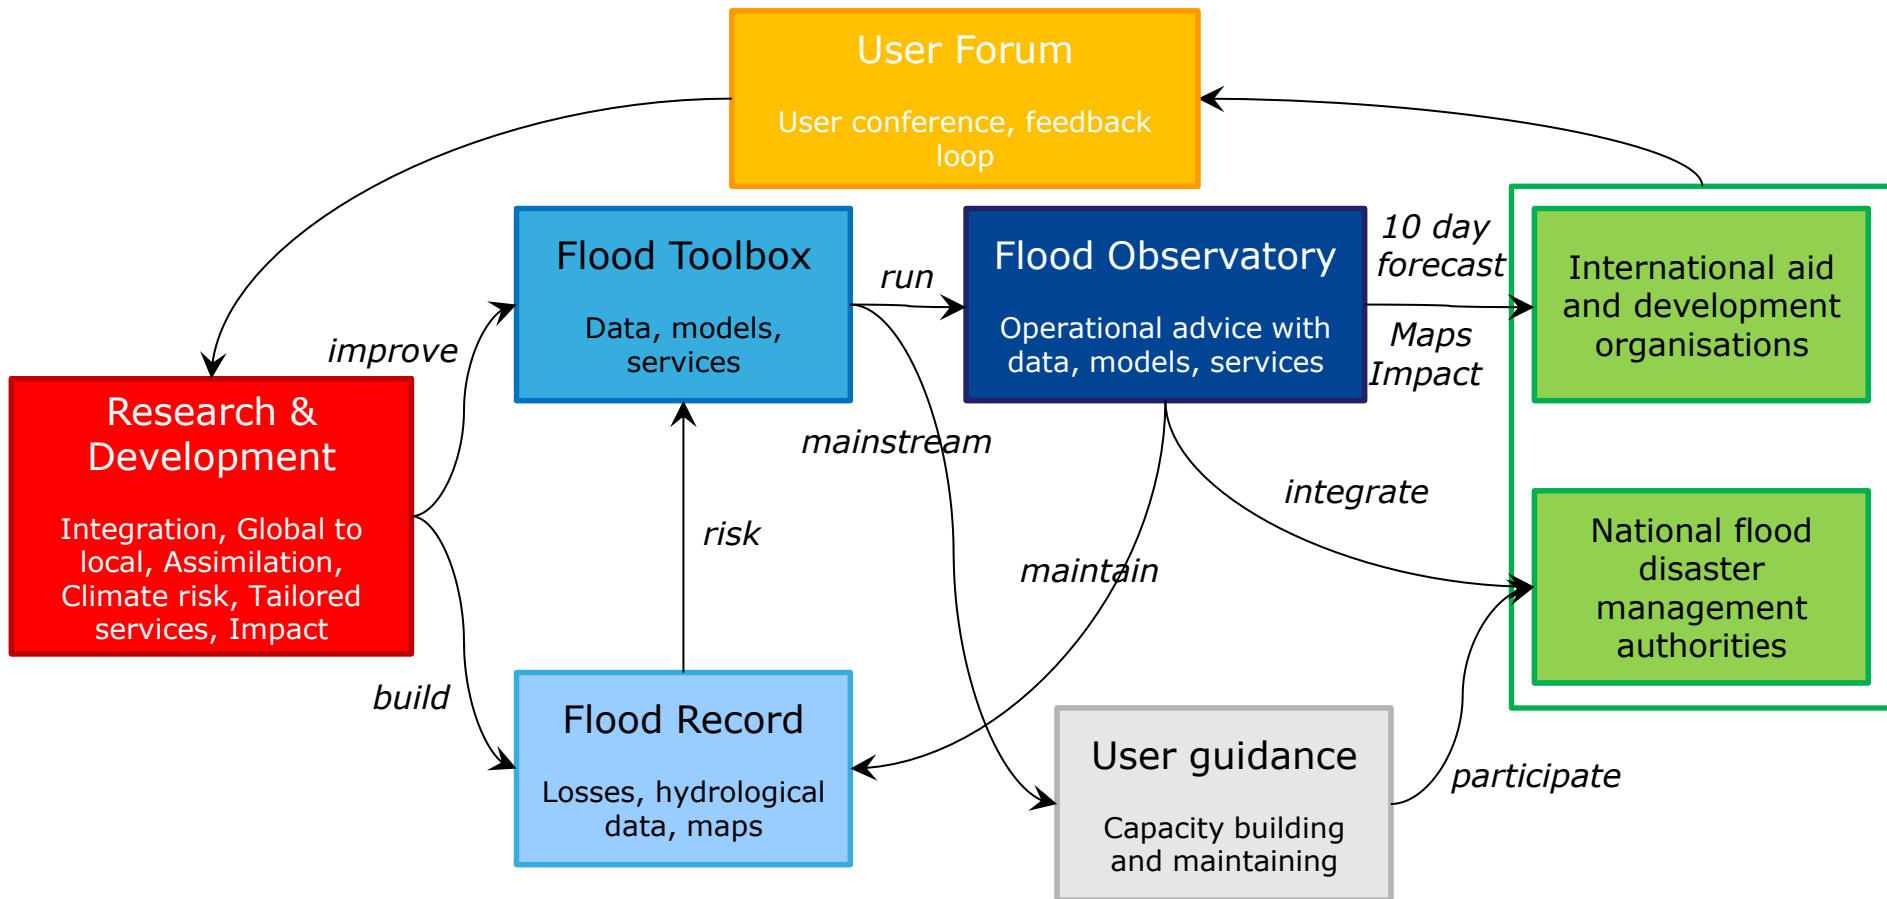 User Forum
User conference, feedback
loop
Flood Toolbox
Data, models,
services
run
Flood Observatory
Operational advice with
data, models, services
10 day
forecast
Maps
Impact
International aid
and development
organisations
improve
Research &
Development
Integration, Global to
local, Assimilation,
Climate risk, Tailored
services, Impact
mainstream
integrate
risk
maintain
National flood
disaster
management
authorities
build
Flood Record
Losses, hydrological
data, maps
User guidance
Capacity building
and maintaining
participate